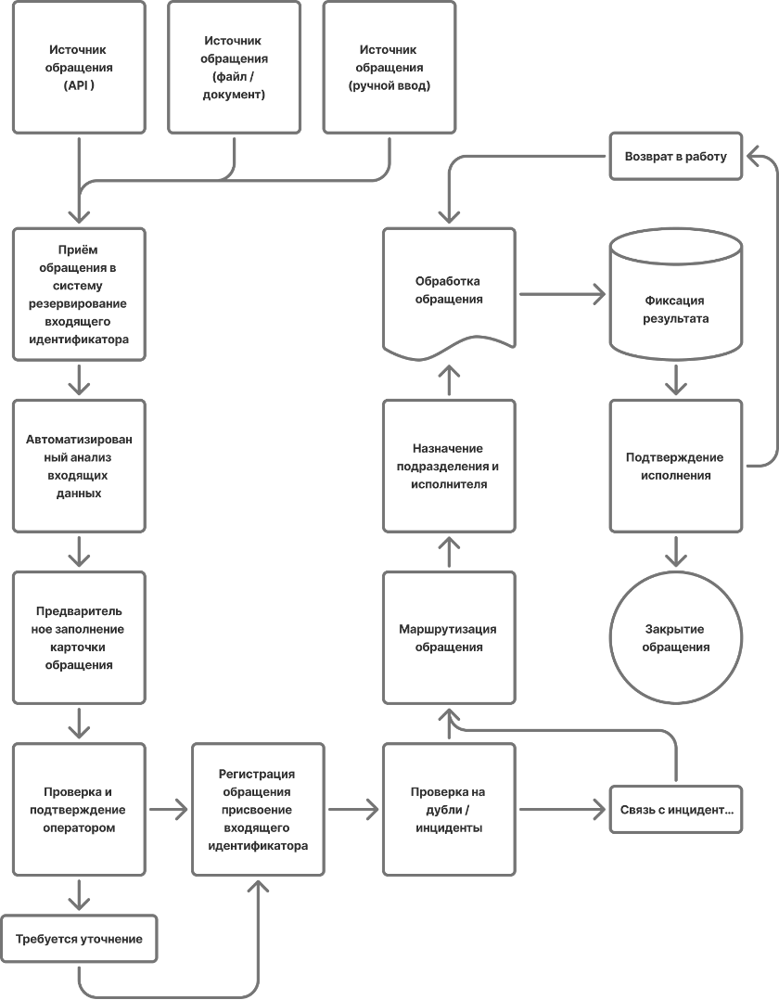 Источник
обращения
(API )
Источник
обращения
(файл /
документ)
Источник
обращения
(ручной ввод)
Возврат в работу
Приём
обращения в
систему
резервирование
входящего
идентификатора
Обработка
обращения
Фиксация
результата
Автоматизирован
ный анализ
входящих
данных
Назначение
подразделения и
исполнителя
Подтверждение
исполнения
Предваритель
ное заполнение
карточки
обращения
Маршрутизация
обращения
Закрытие
обращения
Проверка и
подтверждение
оператором
Регистрация
обращения
присвоение
входящего
идентификатора
Проверка на
дубли /
инциденты
Связь с инцидент...
Требуется уточнение